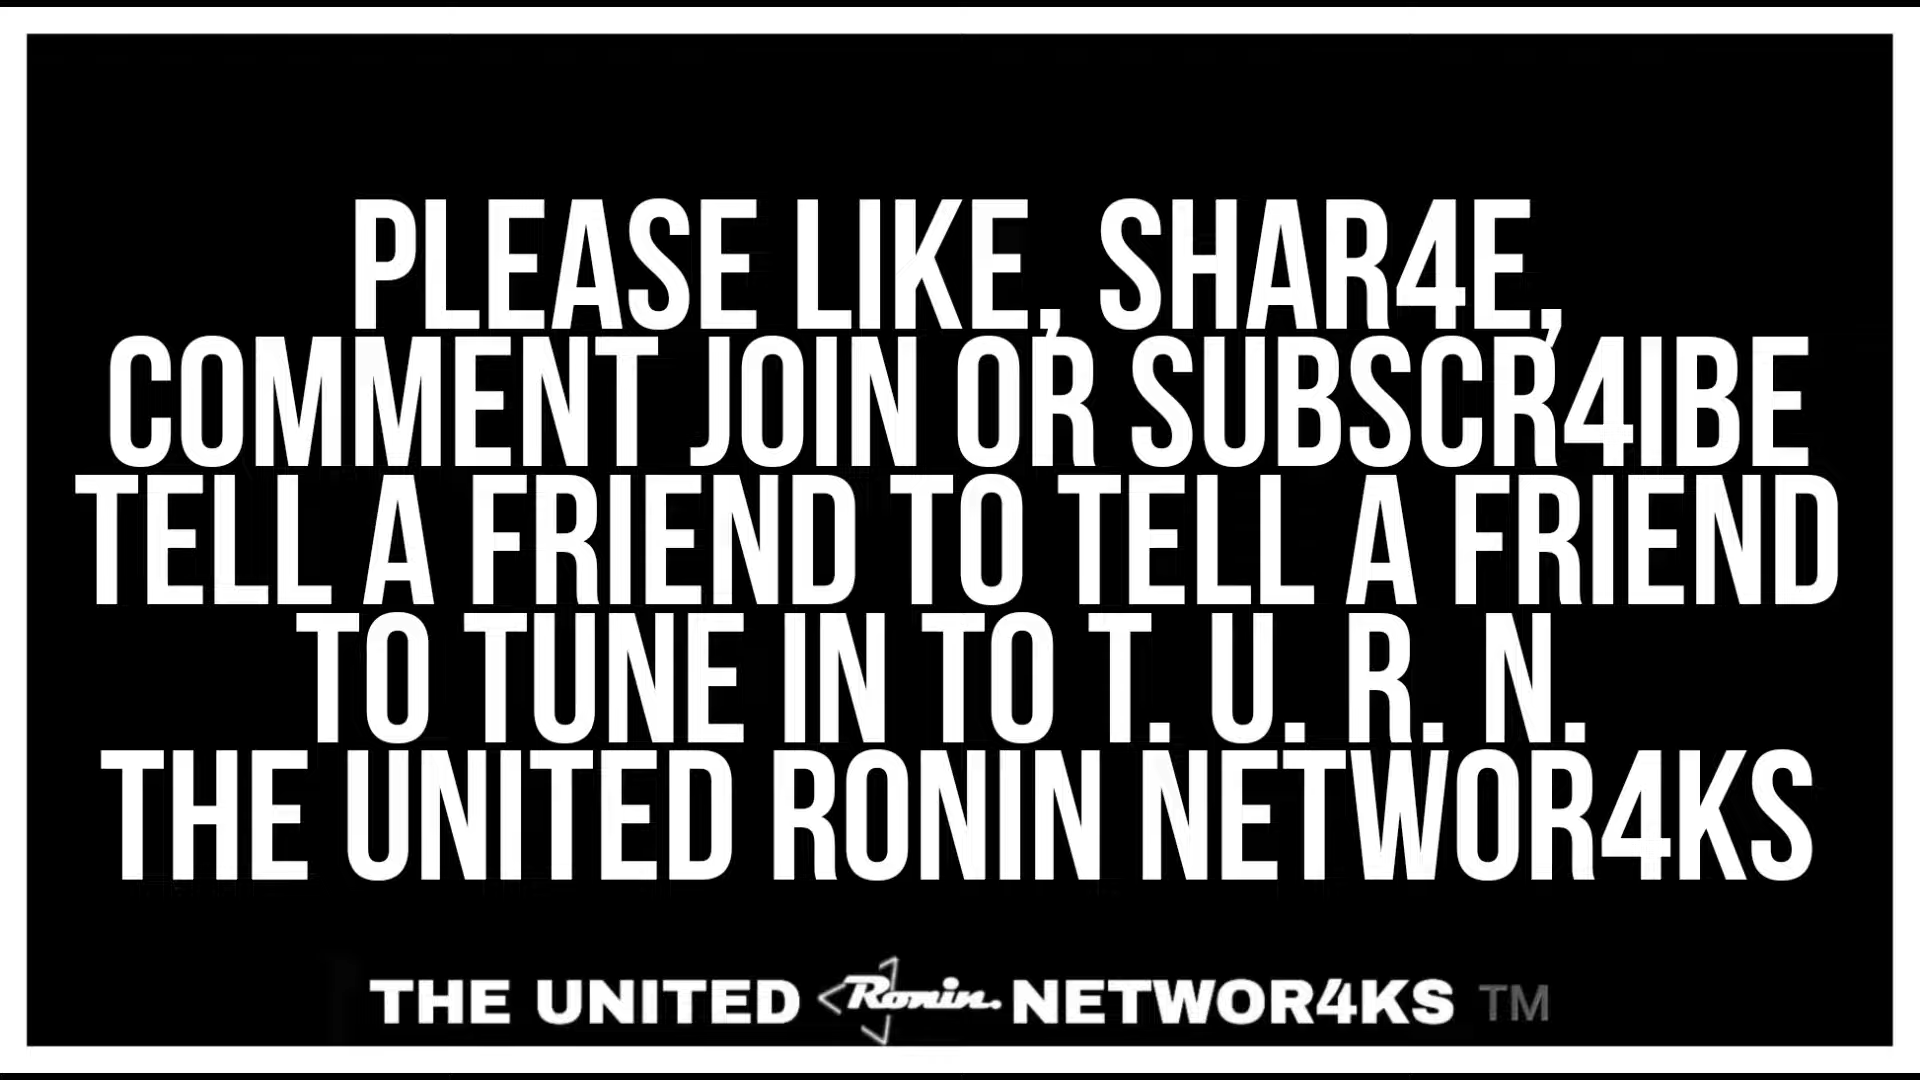 PLEASE LIKE, SHAR4E,
COMMENT JOIN OR SUBSCR4IBE
TELL A FRIEND TO TELL A FRIEND
TO TUNE IN TO T. U. R. N.
THE UNITED RONIN NETWOR4KS
THE UNITED Ronin. NETWOR4KS TM